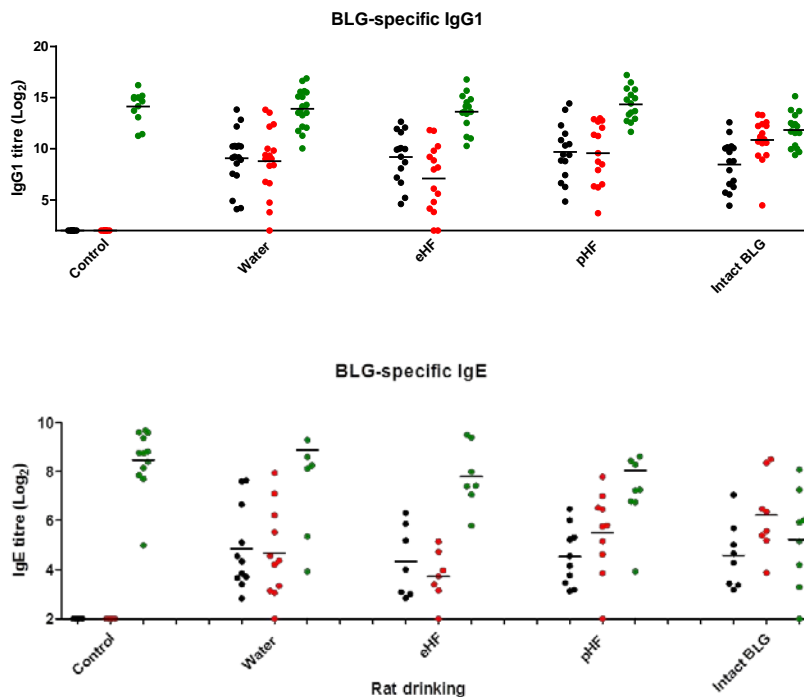 BLG-specific IgG1
20
15
10
5
IgG1 titre (Log2)
Control
Water
eHF
pHF
Intact BLG
BLG-specific IgE
10
8
6
4
2
IgE titre (Log2)
Control
Water
eHF
pHF
Intact BLG
Rat drinking